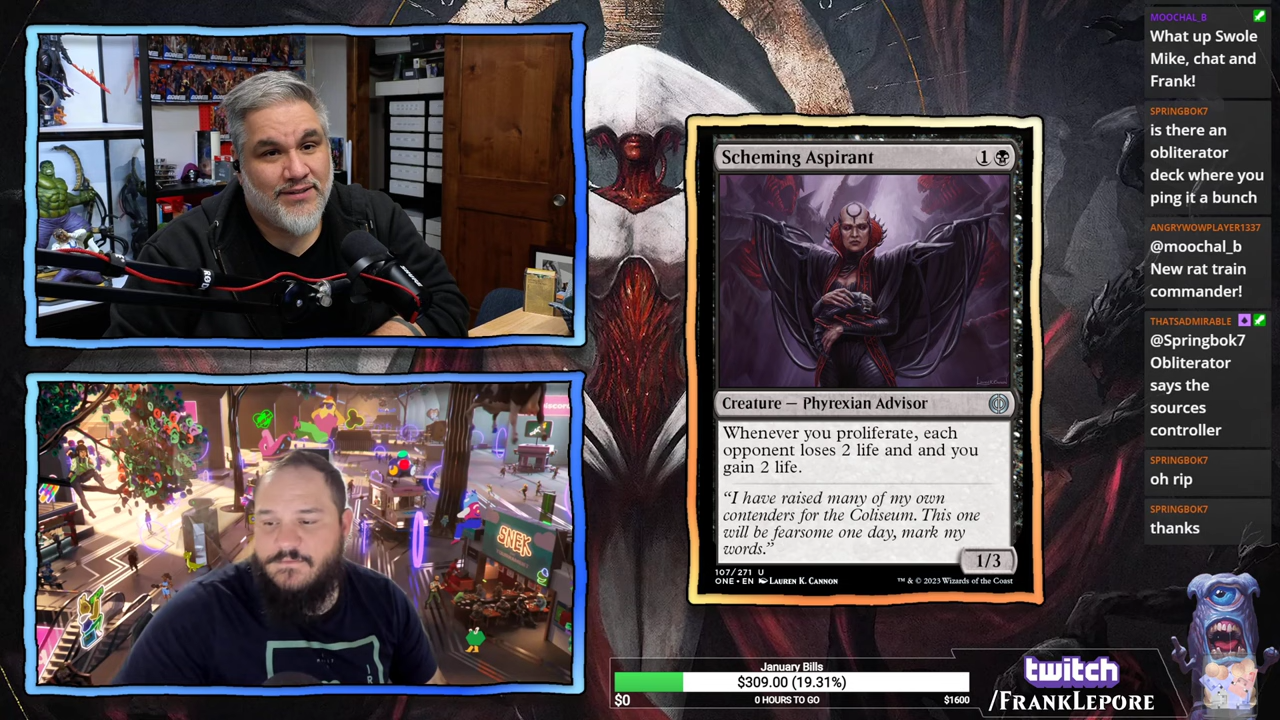 Scheming Aspirant
1
Creature — Phyrexian Advisor
Whenever you proliferate, each
opponent loses 2 life and and you
gain 2 life.
“I have raised many of my own
contenders for the Coliseum. This one
will be fearsome one day, mark my
words.”
1/3
107/271 U
ONE • EN LAUREN K. CANNON
™ & © 2023 Wizards of the Coast
MOOCHAL_B
What up Swole
Mike, chat and
Frank!
SPRINGBOK7
is there an
obliterator
deck where you
ping it a bunch
ANGRYWOWPLAYER1337
@moochal_b
New rat train
commander!
THATSADMIRABLE
@Springbok7
Obliterator
says the
sources
controller
SPRINGBOK7
oh rip
SPRINGBOK7
thanks
SNEK
January Bills
$309.00 (19.31%)
$0
0 HOURS TO GO
$1600
twitch
/FRANKLEPORE